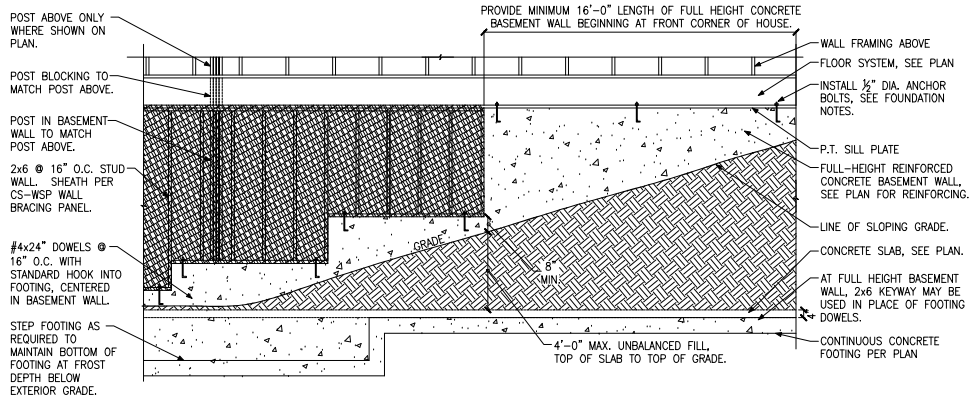 POST ABOVE ONLY
WHERE SHOWN ON
PLAN.
POST BLOCKING TO
MATCH POST ABOVE.
POST IN BASEMENT
WALL TO MATCH
POST ABOVE.
2x6 @ 16" O.C. STUD
WALL. SHEATH PER
CS-WSP WALL
BRACING PANEL.
#4x24" DOWELS @
16" O.C. WITH
STANDARD HOOK INTO
FOOTING, CENTERED
IN BASEMENT WALL.
STEP FOOTING AS
REQUIRED TO
MAINTAIN BOTTOM OF
FOOTING AT FROST
DEPTH BELOW
EXTERIOR GRADE.
PROVIDE MINIMUM 16'-0" LENGTH OF FULL HEIGHT CONCRETE
BASEMENT WALL BEGINNING AT FRONT CORNER OF HOUSE.
GRADE
8"
MIN.
4'-0" MAX. UNBALANCED FILL,
TOP OF SLAB TO TOP OF GRADE.
WALL FRAMING ABOVE
FLOOR SYSTEM, SEE PLAN
INSTALL ½" DIA. ANCHOR
BOLTS, SEE FOUNDATION
NOTES.
P.T. SILL PLATE
FULL-HEIGHT REINFORCED
CONCRETE BASEMENT WALL,
SEE PLAN FOR REINFORCING.
LINE OF SLOPING GRADE.
CONCRETE SLAB, SEE PLAN.
AT FULL HEIGHT BASEMENT
WALL, 2x6 KEYWAY MAY BE
USED IN PLACE OF FOOTING
DOWELS.
CONTINUOUS CONCRETE
FOOTING PER PLAN